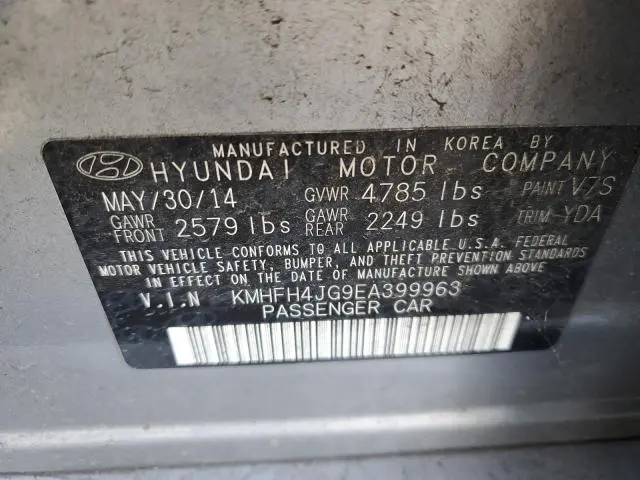 MANUFACTURED IN KOREA BY
HYUNDAI MOTOR COMPANY
MAY/30/14 GVWR 4785 lbs PAINT V7S
GAWR FRONT 2579 lbs GAWR REAR 2249 lbs TRIM YDA
THIS VEHICLE CONFORMS TO ALL APPLICABLE U.S.A. FEDERAL
MOTOR VEHICLE SAFETY, BUMPER, AND THEFT PREVENTION
STANDARDS IN EFFECT ON THE DATE OF MANUFACTURE SHOWN ABOVE.
V.I.N KMHFH4JG9EA399963
PASSENGER CAR